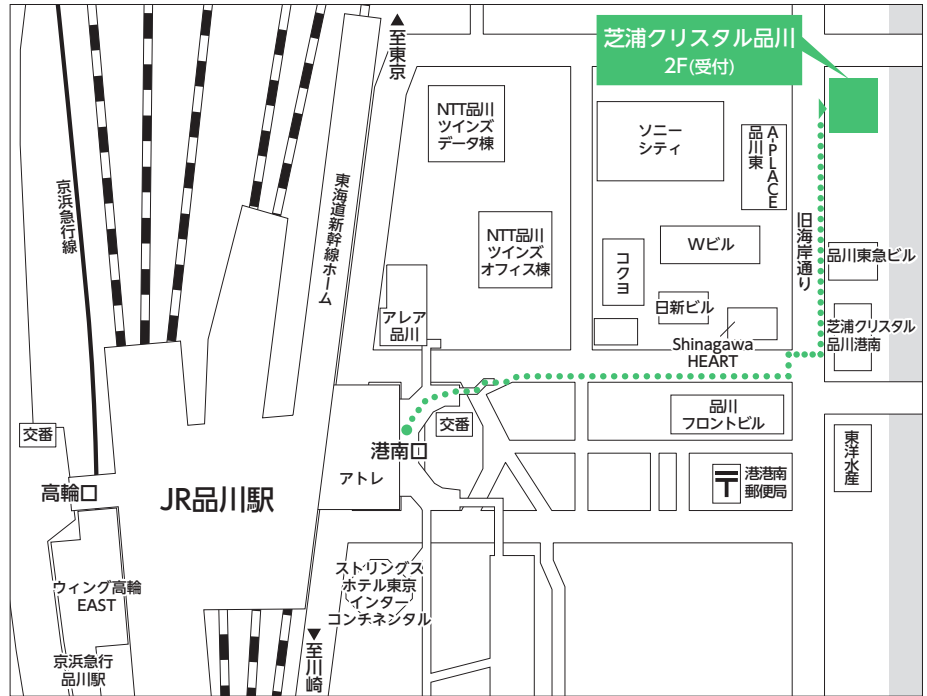 ▲至東京
芝浦クリスタル品川
2F(受付)
NTT品川
ツインズ
データ棟
ソニー
シティ
A-PLACE
品川東
京浜急行線
東海道新幹線ホーム
旧海岸通り
NTT品川
ツインズ
オフィス棟
コクヨ
Wビル
品川東急ビル
日新ビル
アレア
品川
Shinagawa
HEART
芝浦クリスタル
品川港南
交番
港南口
交番
品川
フロントビル
東洋水産
高輪口
JR品川駅
アトレ
〒
港港南
郵便局
ストリングス
ホテル東京
インター
コンチネンタル
ウィング高輪
EAST
▼至川崎
京浜急行
品川駅